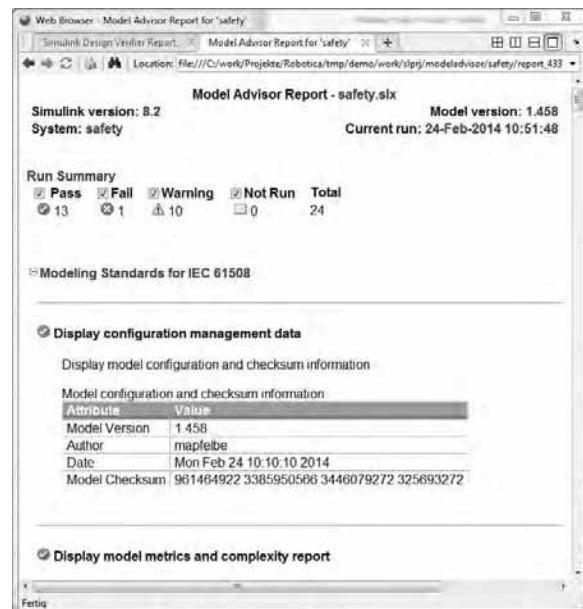 Web Browser - Model Advisor Report for 'safety'
Simulink Design Verifier Report Model Advisor Report for 'safety'
Location: file:///C:/work/Projekte/Robotica/tmp/demo/work/slprj/modeladvisor/safety/report_433
Model Advisor Report - safety.slx
Simulink version: 8.2 Model version: 1.458
System: safety Current run: 24-Feb-2014 10:51:48
Run Summary
Pass Fail Warning Not Run Total
13 1 10 0 24
Modeling Standards for IEC 61508
Display configuration management data
Display model configuration and checksum information
Model configuration and checksum information
Attribute Value
Model Version 1.458
Author mapfelbe
Date Mon Feb 24 10:10:10 2014
Model Checksum 961464922 3385950566 3446079272 325693272
Display model metrics and complexity report
Fertig